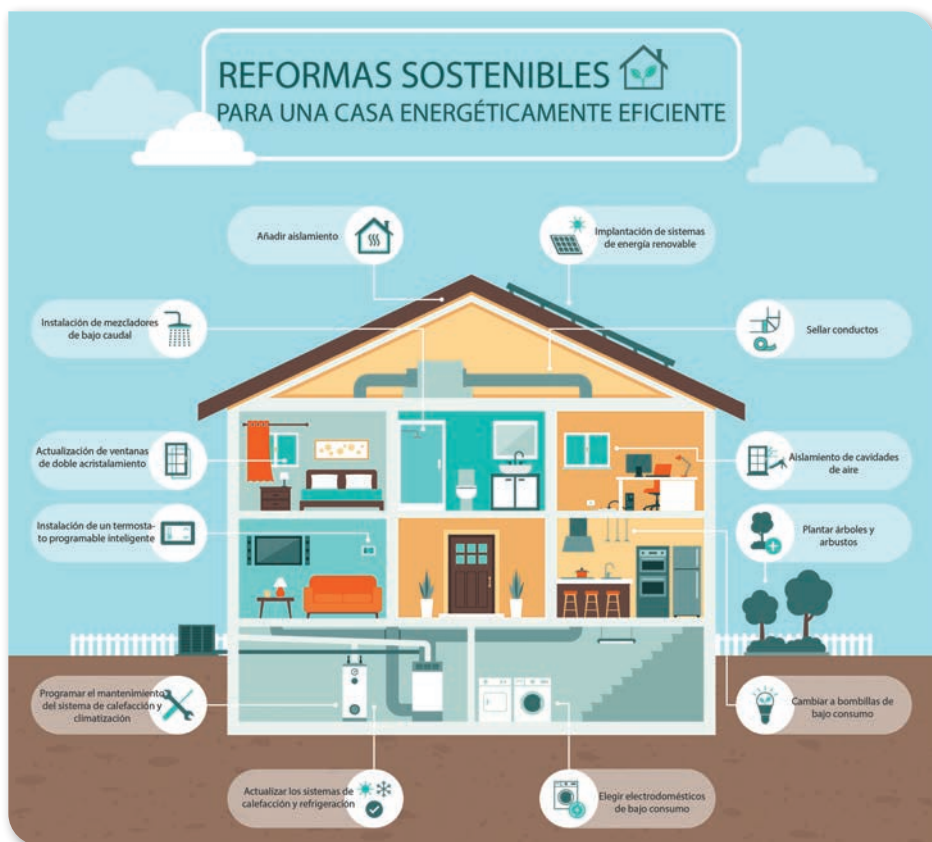 REFORMAS SOSTENIBLES
PARA UNA CASA ENERGÉTICAMENTE EFICIENTE
Añadir aislamiento
Implantación de sistemas
de energía renovable
Instalación de mezcladores
de bajo caudal
Sellar conductos
Actualización de ventanas
de doble acristalamiento
Aislamiento de cavidades
de aire
Instalación de un termosta-
to programable inteligente
Plantar árboles y
arbustos
Programar el mantenimiento
del sistema de calefacción y
climatización
Cambiar a bombillas de
bajo consumo
Actualizar los sistemas de
calefacción y refrigeración
Elegir electrodomésticos
de bajo consumo